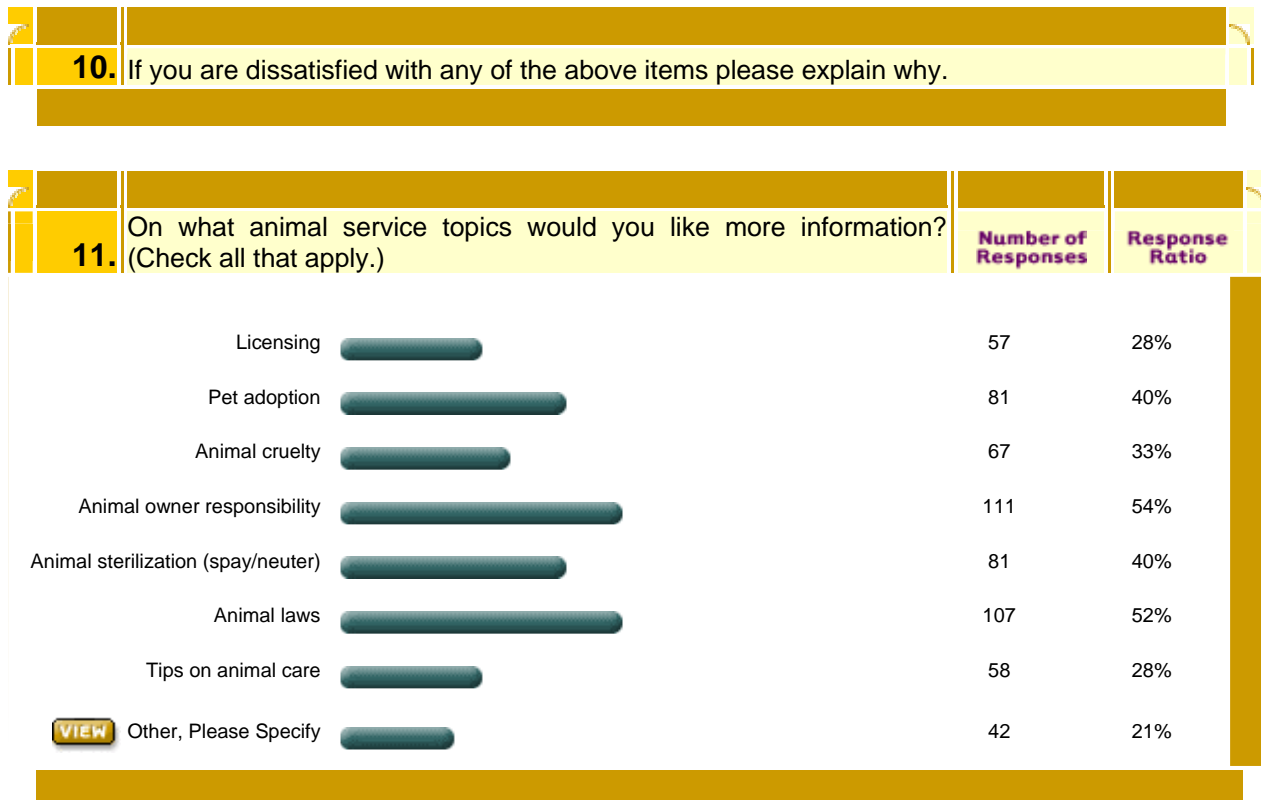 10. If you are dissatisfied with any of the above items please explain why.
11. On what animal service topics would you like more information?
(Check all that apply.)
Number of
Responses
Response
Ratio
Licensing 57 28%
Pet adoption 81 40%
Animal cruelty 67 33%
Animal owner responsibility 111 54%
Animal sterilization (spay/neuter) 81 40%
Animal laws 107 52%
Tips on animal care 58 28%
VIEW Other, Please Specify 42 21%